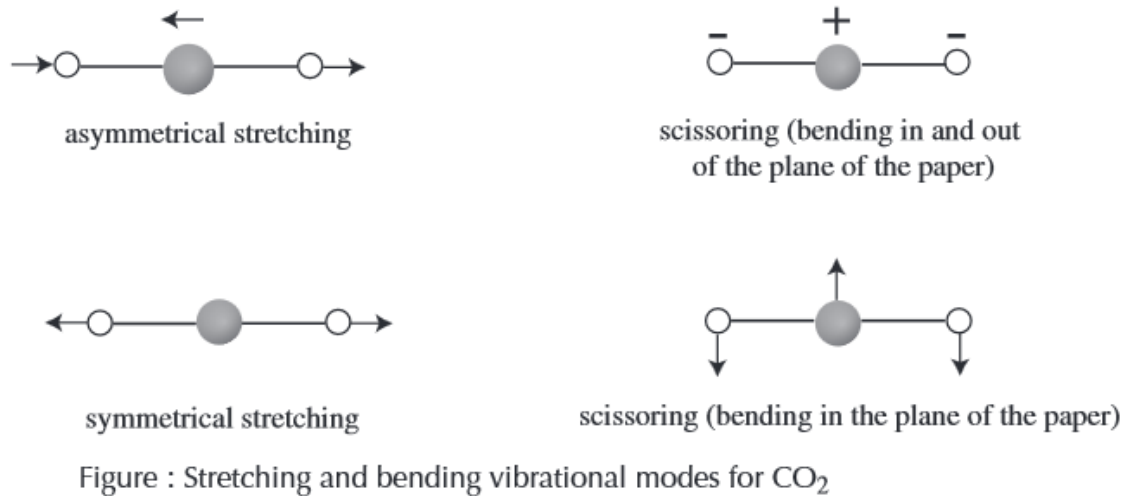 - + -
asymmetrical stretching
scissoring (bending in and out
of the plane of the paper)
symmetrical stretching
scissoring (bending in the plane of the paper)
Figure : Stretching and bending vibrational modes for CO₂